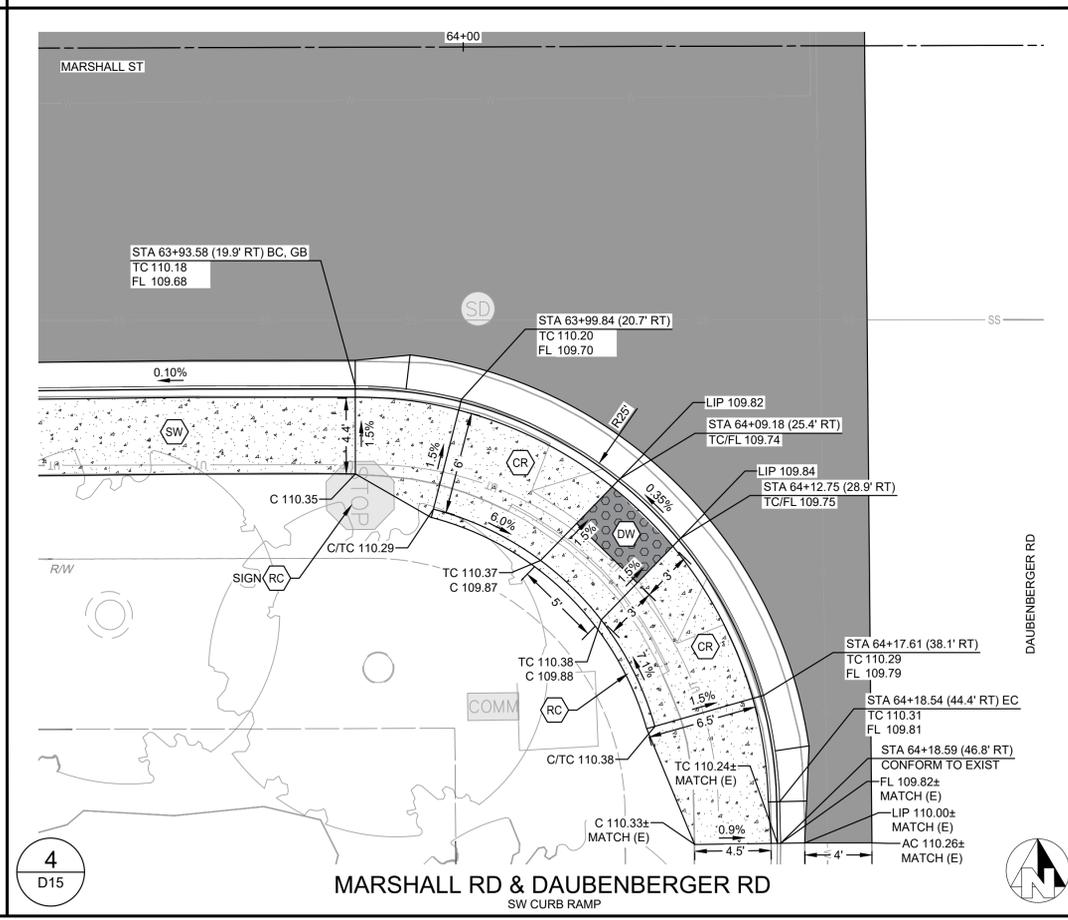 64+00
MARSHALL ST
W W W W W
STA 63+93.58 (19.9' RT) BC, GB
TC 110.18
FL 109.68
SD
STA 63+99.84 (20.7' RT)
TC 110.20
FL 109.70
SS
0.10%
LIP 109.82
R25'
STA 64+09.18 (25.4' RT)
TC/FL 109.74
SW
4.4'
1.5%
1.5%
6'
CR
LIP 109.84
STA 64+12.75 (28.9' RT)
TC/FL 109.75
0.35%
C 110.35
STOP
DW
6.0%
1.5%
C/TC 110.29
1.5%
R/W
SIGN RC
TC 110.37
C 109.87
3'
5'
3'
DAUBENBERGER RD
CR
STA 64+17.61 (38.1' RT)
TC 110.29
FL 109.79
TC 110.38
C 109.88
7.1%
COMM
RC
1.5%
6.5'
STA 64+18.54 (44.4' RT) EC
TC 110.31
FL 109.81
STA 64+18.59 (46.8' RT)
CONFORM TO EXIST
C/TC 110.38
TC 110.24±
MATCH (E)
FL 109.82±
MATCH (E)
LIP 110.00±
MATCH (E)
C 110.33±
MATCH (E)
0.9%
AC 110.26±
MATCH (E)
4.5'
4'
4
D15
MARSHALL RD & DAUBENBERGER RD
SW CURB RAMP
N